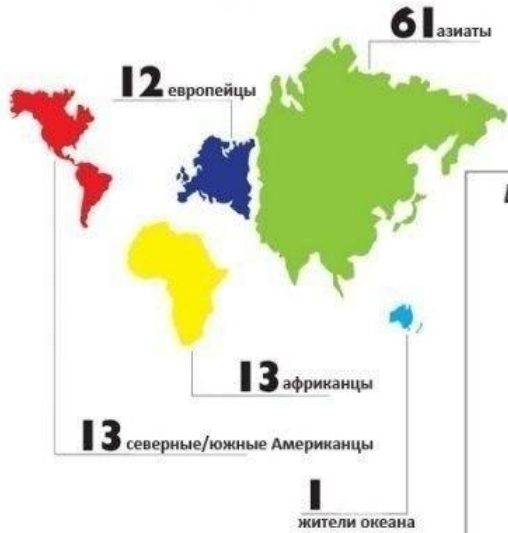 61 азиаты
12 европейцы
13 африканцы
13 северные/южные Американцы
1
жители океана